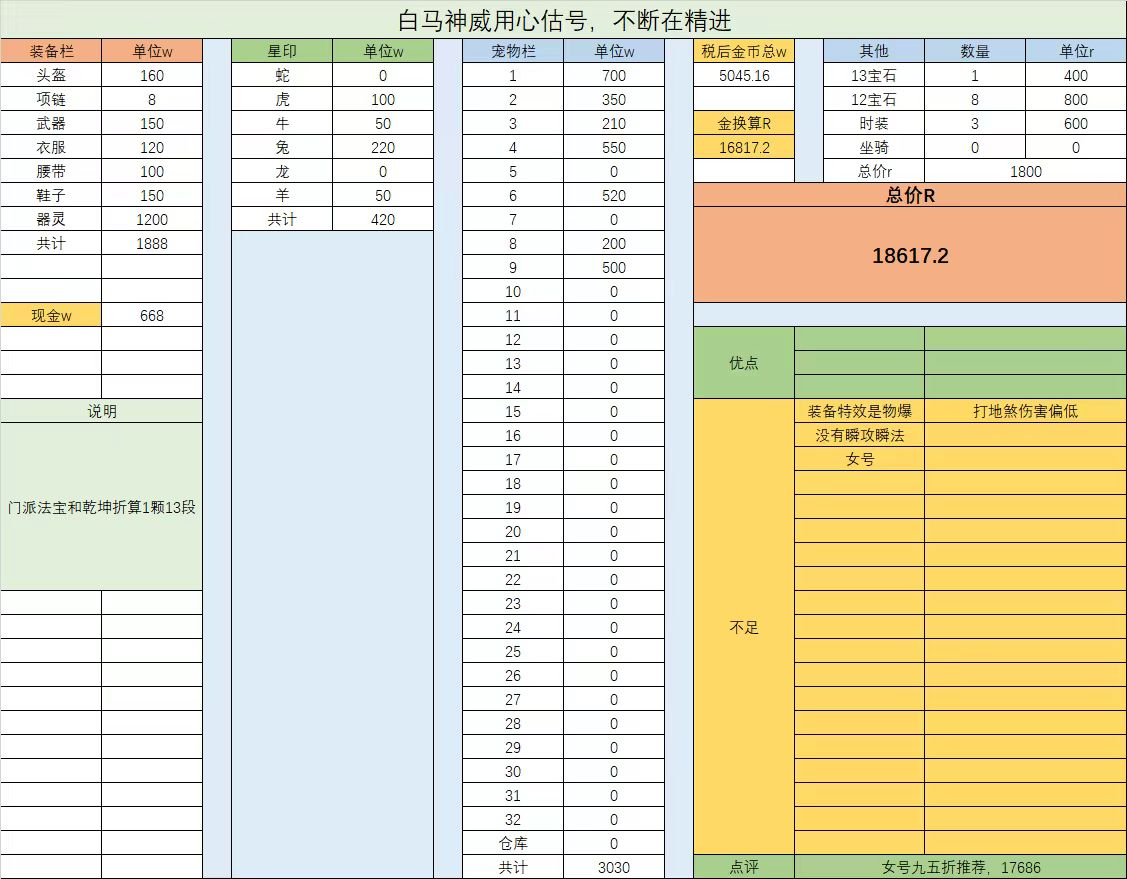 白马神威用心估号，不断在精进
装备栏 单位w 星印 单位w 宠物栏 单位w 税后金币总w 其他 数量 单位r
头盔 160 蛇 0 1 700 5045.16 13宝石 1 400
项链 8 虎 100 2 350 12宝石 8 800
武器 150 牛 50 3 210 金换算R 时装 3 600
衣服 120 兔 220 4 550 16817.2 坐骑 0 0
腰带 100 龙 0 5 0 总价r 1800
鞋子 150 羊 50 6 520 总价R
器灵 1200 共计 420 7 0
共计 1888 8 200
18617.2
9 500
10 0
现金w 668 11 0
12 0
13 0
优点
14 0
说明 15 0 装备特效是物爆 打地煞伤害偏低
16 0 没有瞬攻瞬法
17 0 女号
18 0
门派法宝和乾坤折算1颗13段 19 0
20 0
21 0
22 0
23 0
24 0
不足
25 0
26 0
27 0
28 0
29 0
30 0
31 0
32 0
仓库 0
共计 3030 点评 女号九五折推荐，17686